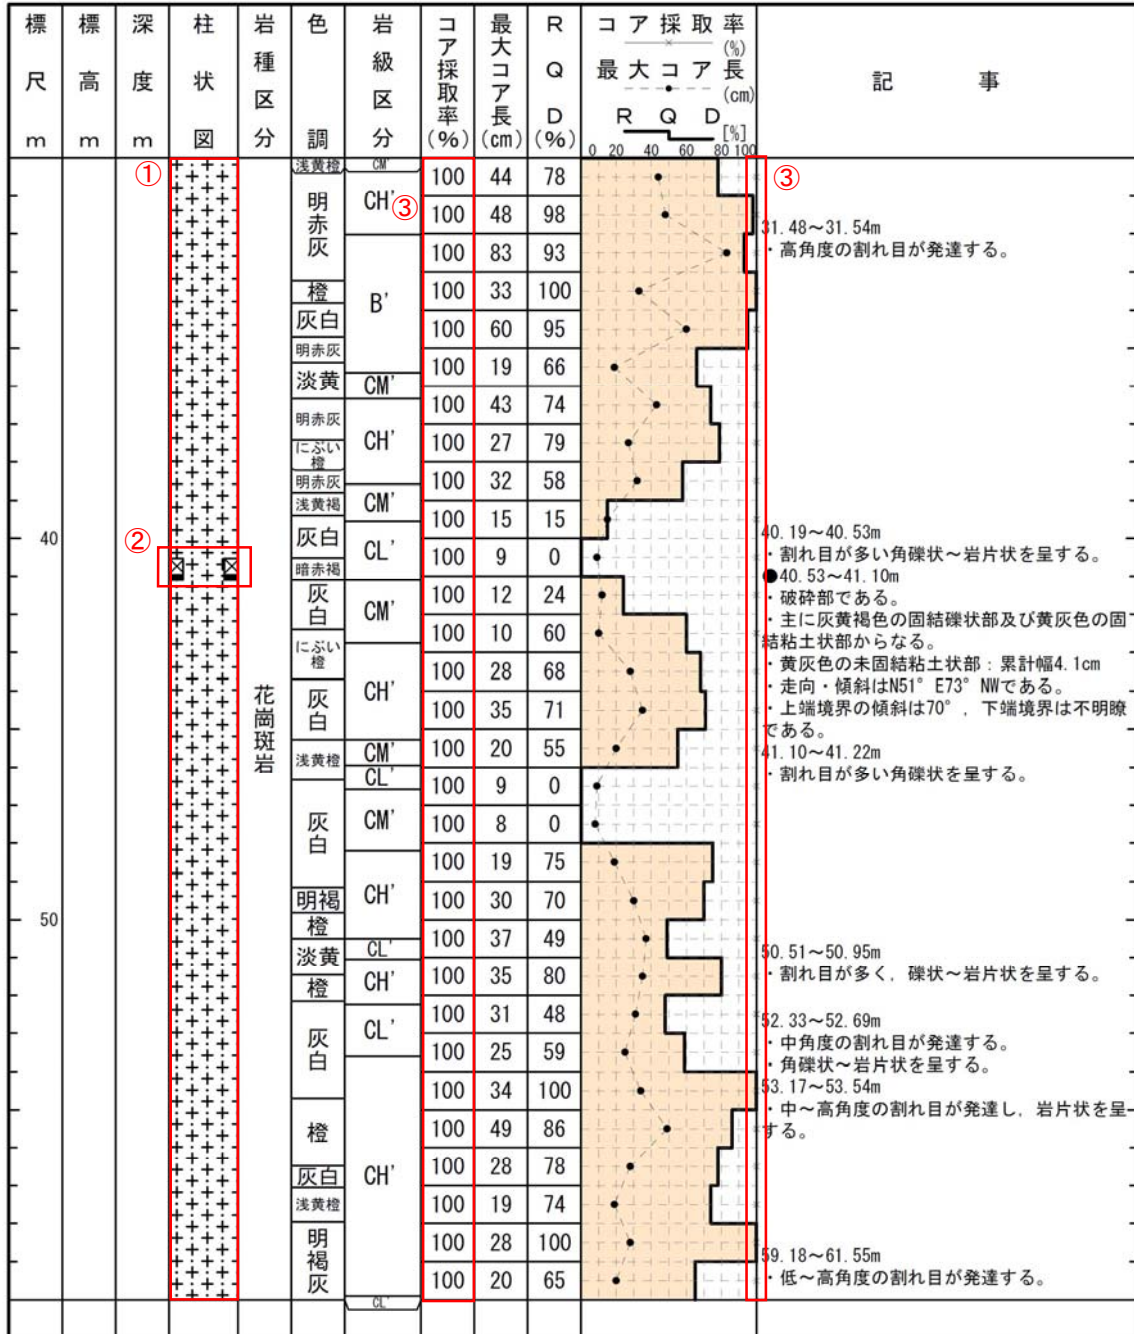 標尺m
標高m
深度m
柱状図
岩種区分
色調
岩級区分
コア採取率(%)
最大コア長(cm)
RQD(%)
コア採取率
(%)
最大コア長
(cm)
R Q D
[%]
0 20 40 60 80 100
記 事
①
②
③
③
40
50
花崗斑岩
浅黄橙
明赤灰
橙
灰白
明赤灰
淡黄
明赤灰
にぶい橙
明赤灰
浅黄褐
灰白
暗赤褐
灰白
にぶい橙
灰白
浅黄橙
灰白
明褐
橙
淡黄
橙
灰白
橙
灰白
浅黄橙
明褐灰
CM'
CH'
B'
CM'
CH'
CM'
CL'
CM'
CH'
CM'
CL'
CM'
CH'
CL'
CH'
CL'
CH'
CL'
100 44 78
100 48 98
100 83 93
100 33 100
100 60 95
100 19 66
100 43 74
100 27 79
100 32 58
100 15 15
100 9 0
100 12 24
100 10 60
100 28 68
100 35 71
100 20 55
100 9 0
100 8 0
100 19 75
100 30 70
100 37 49
100 35 80
100 31 48
100 25 59
100 34 100
100 49 86
100 28 78
100 19 74
100 28 100
100 20 65
31.48～31.54m
・高角度の割れ目が発達する。
40.19～40.53m
・割れ目が多い角礫状～岩片状を呈する。
●40.53～41.10m
・破砕部である。
・主に灰黄褐色の固結礫状部及び黄灰色の固
結粘土状部からなる。
・黄灰色の未固結粘土状部：累計幅4.1cm
・走向・傾斜はN51°E73°NWである。
・上端境界の傾斜は70°，下端境界は不明瞭
である。
41.10～41.22m
・割れ目が多い角礫状を呈する。
50.51～50.95m
・割れ目が多く，礫状～岩片状を呈する。
52.33～52.69m
・中角度の割れ目が発達する。
・角礫状～岩片状を呈する。
53.17～53.54m
・中～高角度の割れ目が発達し，岩片状を呈
する。
59.18～61.55m
・低～高角度の割れ目が発達する。